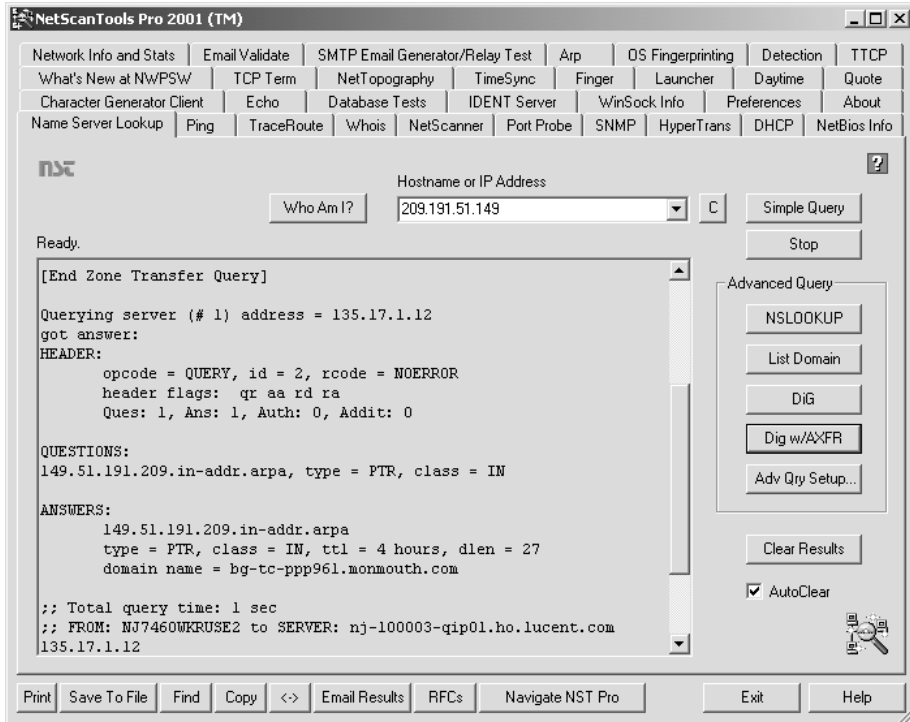 NetScanTools Pro 2001 (TM)
Network Info and Stats Email Validate SMTP Email Generator/Relay Test Arp OS Fingerprinting Detection TTCP
What's New at NWPSW TCP Term NetTopography TimeSync Finger Launcher Daytime Quote
Character Generator Client Echo Database Tests IDENT Server WinSock Info Preferences About
Name Server Lookup Ping TraceRoute Whois NetScanner Port Probe SNMP HyperTrans DHCP NetBios Info
nst
?
Hostname or IP Address
Who Am I? 209.191.51.149 C Simple Query
Ready.
Stop
[End Zone Transfer Query]
Advanced Query
Querying server (# 1) address = 135.17.1.12
NSLOOKUP
got answer:
HEADER:
opcode = QUERY, id = 2, rcode = NOERROR
List Domain
header flags:  qr aa rd ra
Ques: 1, Ans: 1, Auth: 0, Addit: 0
DiG
QUESTIONS:
Dig w/AXFR
149.51.191.209.in-addr.arpa, type = PTR, class = IN
Adv Qry Setup...
ANSWERS:
149.51.191.209.in-addr.arpa
type = PTR, class = IN, ttl = 4 hours, dlen = 27
Clear Results
domain name = bg-tc-ppp961.monmouth.com
AutoClear
;; Total query time: 1 sec
;; FROM: NJ7460WKRUSE2 to SERVER: nj-100003-qip01.ho.lucent.com
135.17.1.12
Print Save To File Find Copy <-> Email Results RFCs Navigate NST Pro Exit Help